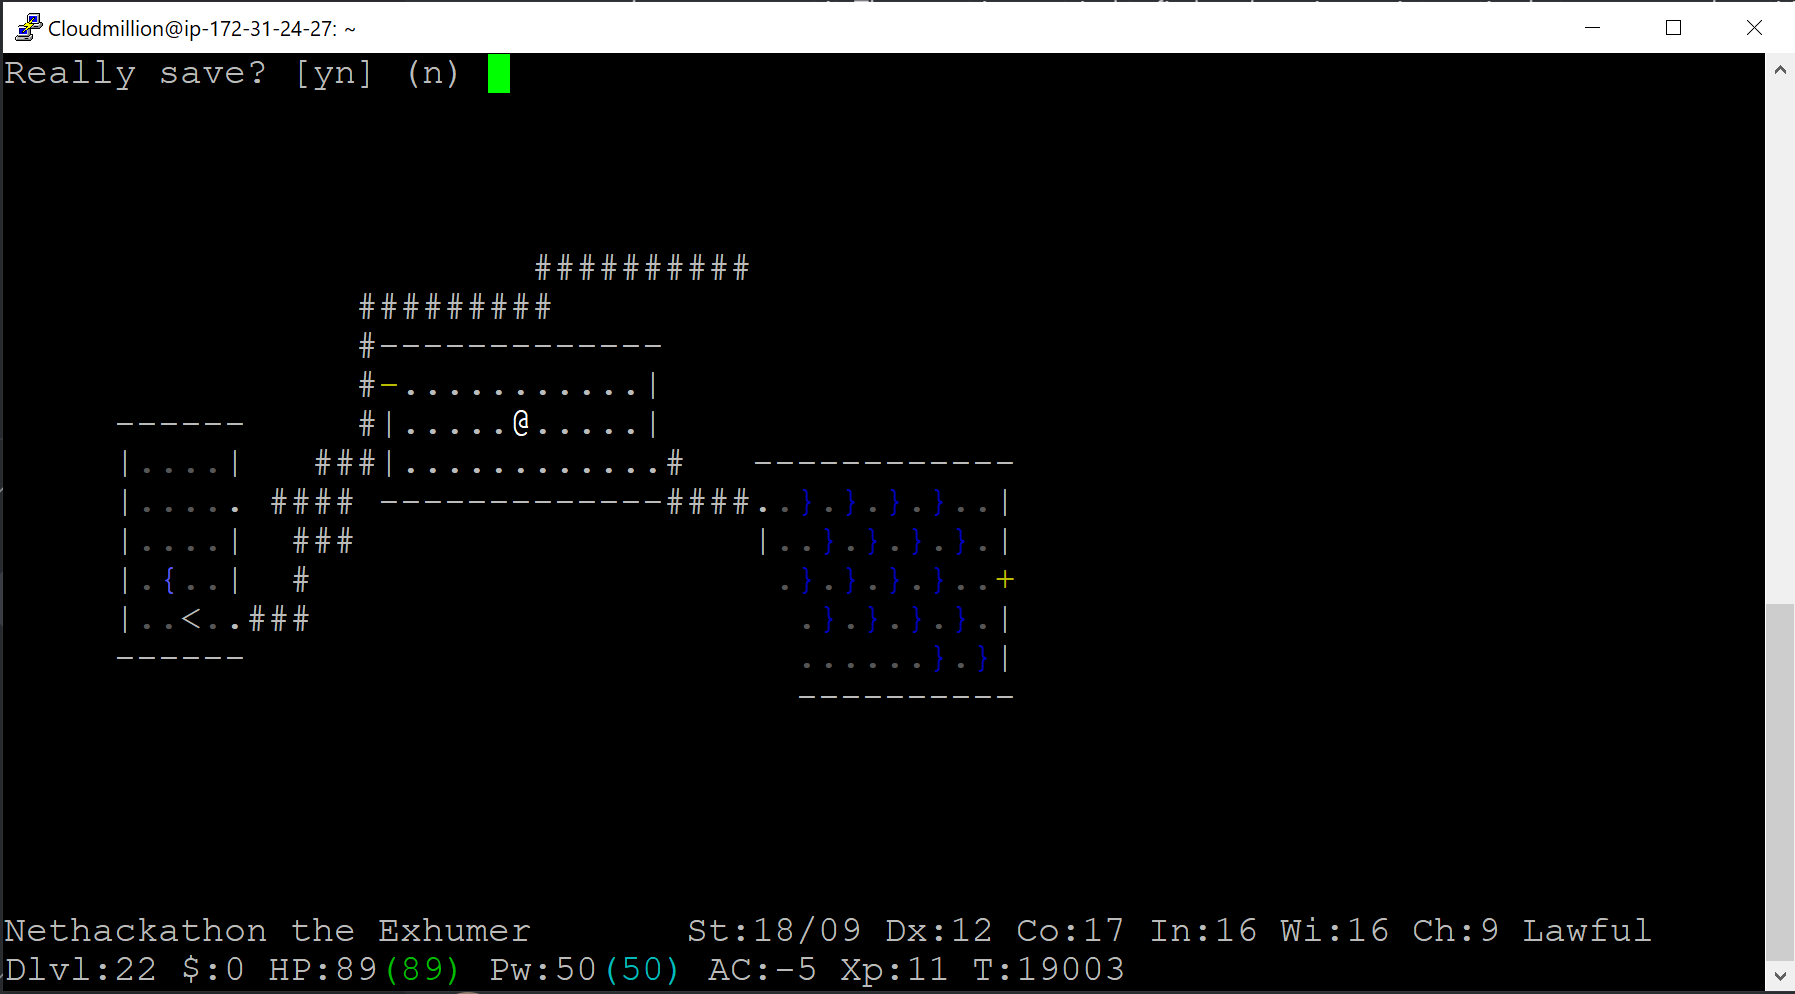 Cloudmillion@ip-172-31-24-27: ~
Really save? [yn] (n)
##########
#########
#-------------
#-...........|
------ #|.....@.....|
|....| ###|............# ------------
|..... #### -------------####..}.}.}.}..|
|....| ### |..}.}.}.}.|
|.{..| # .}.}.}.}..+
|..<..### .}.}.}.}.|
------ ......}.}|
----------
Nethackathon the Exhumer St:18/09 Dx:12 Co:17 In:16 Wi:16 Ch:9 Lawful
Dlvl:22 $:0 HP:89(89) Pw:50(50) AC:-5 Xp:11 T:19003